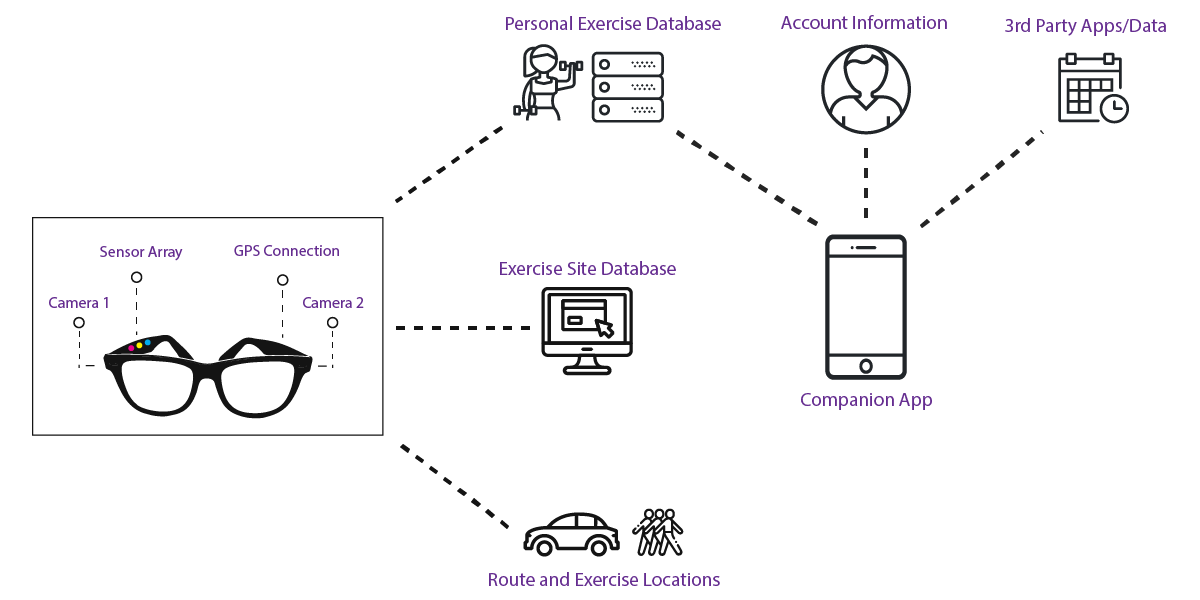 Personal Exercise Database
Account Information
3rd Party Apps/Data
Sensor Array
GPS Connection
Camera 1
Camera 2
Exercise Site Database
Companion App
Route and Exercise Locations